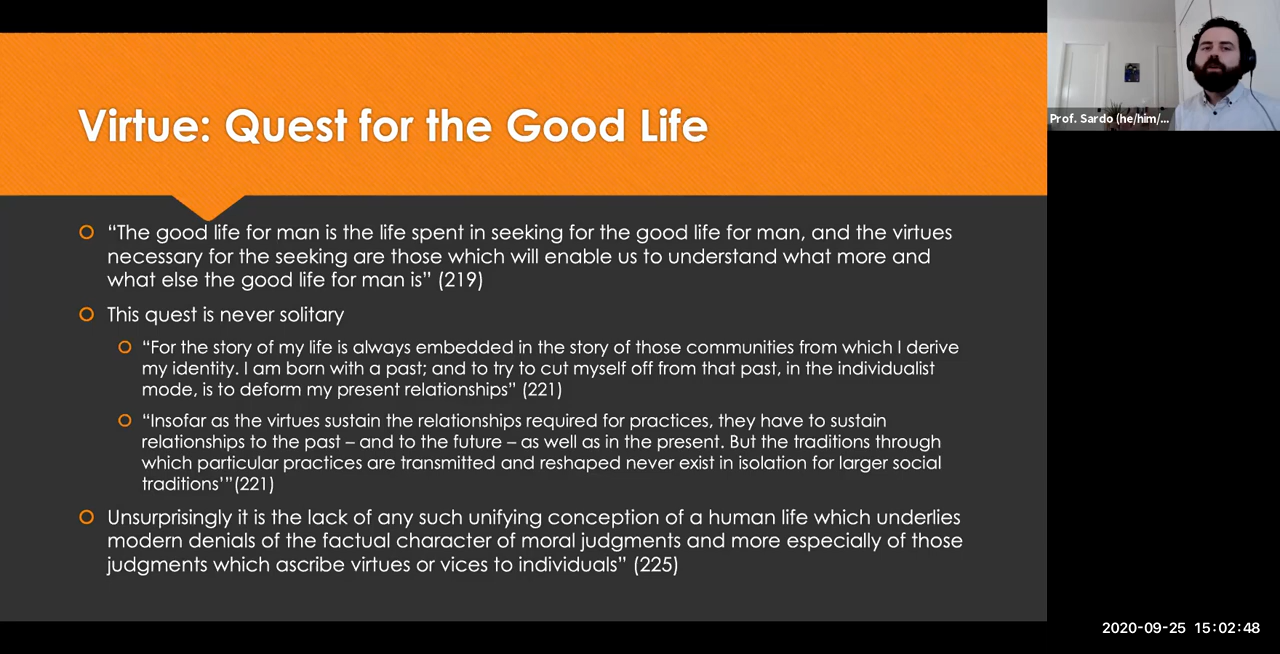 Virtue: Quest for the Good Life
“The good life for man is the life spent in seeking for the good life for man, and the virtues
necessary for the seeking are those which will enable us to understand what more and
what else the good life for man is” (219)
This quest is never solitary
“For the story of my life is always embedded in the story of those communities from which I derive
my identity. I am born with a past; and to try to cut myself off from that past, in the individualist
mode, is to deform my present relationships” (221)
“Insofar as the virtues sustain the relationships required for practices, they have to sustain
relationships to the past – and to the future – as well as in the present. But the traditions through
which particular practices are transmitted and reshaped never exist in isolation for larger social
traditions’”(221)
Unsurprisingly it is the lack of any such unifying conception of a human life which underlies
modern denials of the factual character of moral judgments and more especially of those
judgments which ascribe virtues or vices to individuals” (225)
Prof. Sardo (he/him/...
2020-09-25 15:02:48